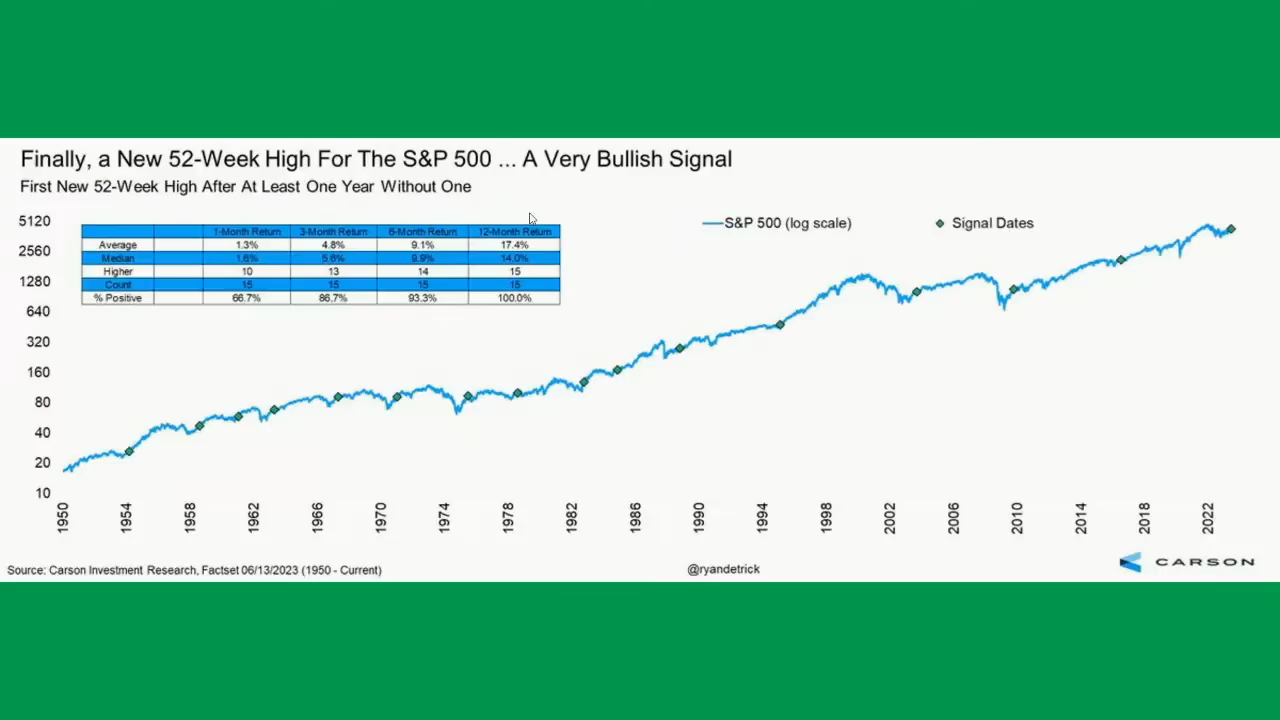 Finally, a New 52-Week High For The S&P 500 ... A Very Bullish Signal
First New 52-Week High After At Least One Year Without One
S&P 500 (log scale) Signal Dates
1-Month Return 3-Month Return 6-Month Return 12-Month Return
Average 1.3% 4.8% 9.1% 17.4%
Median 1.6% 5.6% 9.9% 14.0%
Higher 10 13 14 15
Count 15 15 15 15
% Positive 66.7% 86.7% 93.3% 100.0%
5120
2560
1280
640
320
160
80
40
20
10
1950 1954 1958 1962 1966 1970 1974 1978 1982 1986 1990 1994 1998 2002 2006 2010 2014 2018 2022
Source: Carson Investment Research, Factset 06/13/2023 (1950 - Current)
@ryandetrick
CARSON